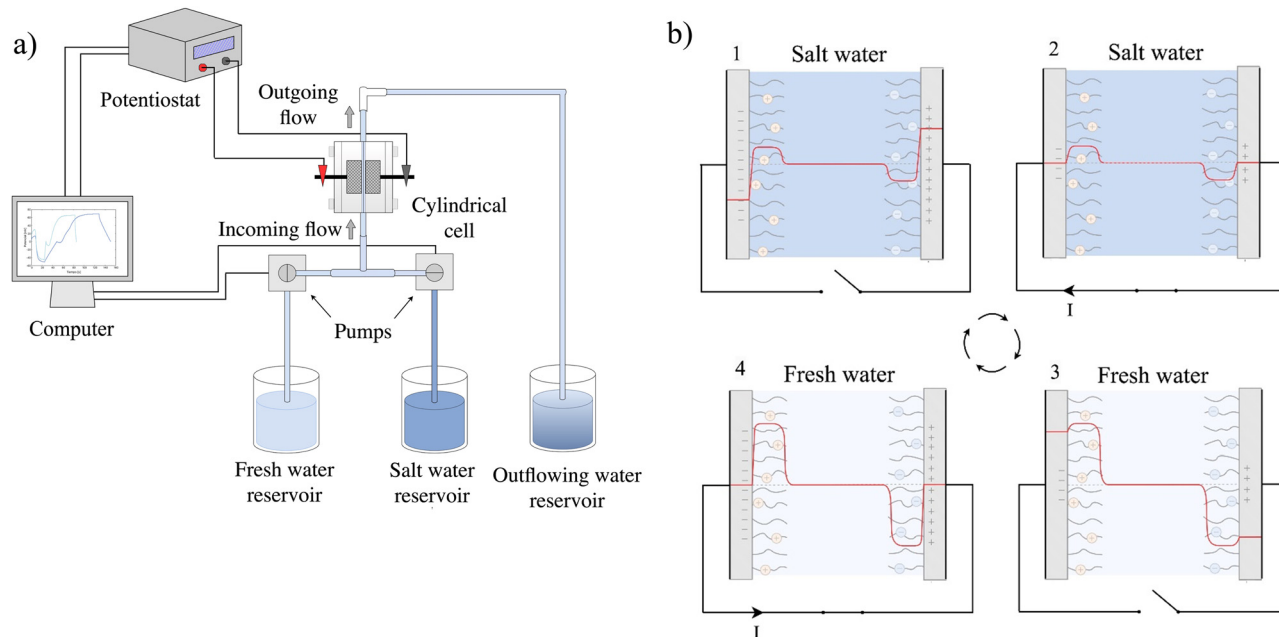 a)
Potentiostat
Outgoing
flow
Incoming flow
Cylindrical
cell
Computer
Pumps
Fresh water
reservoir
Salt water
reservoir
Outflowing water
reservoir
b)
1
Salt water
2
Salt water
I
4
Fresh water
3
Fresh water
I